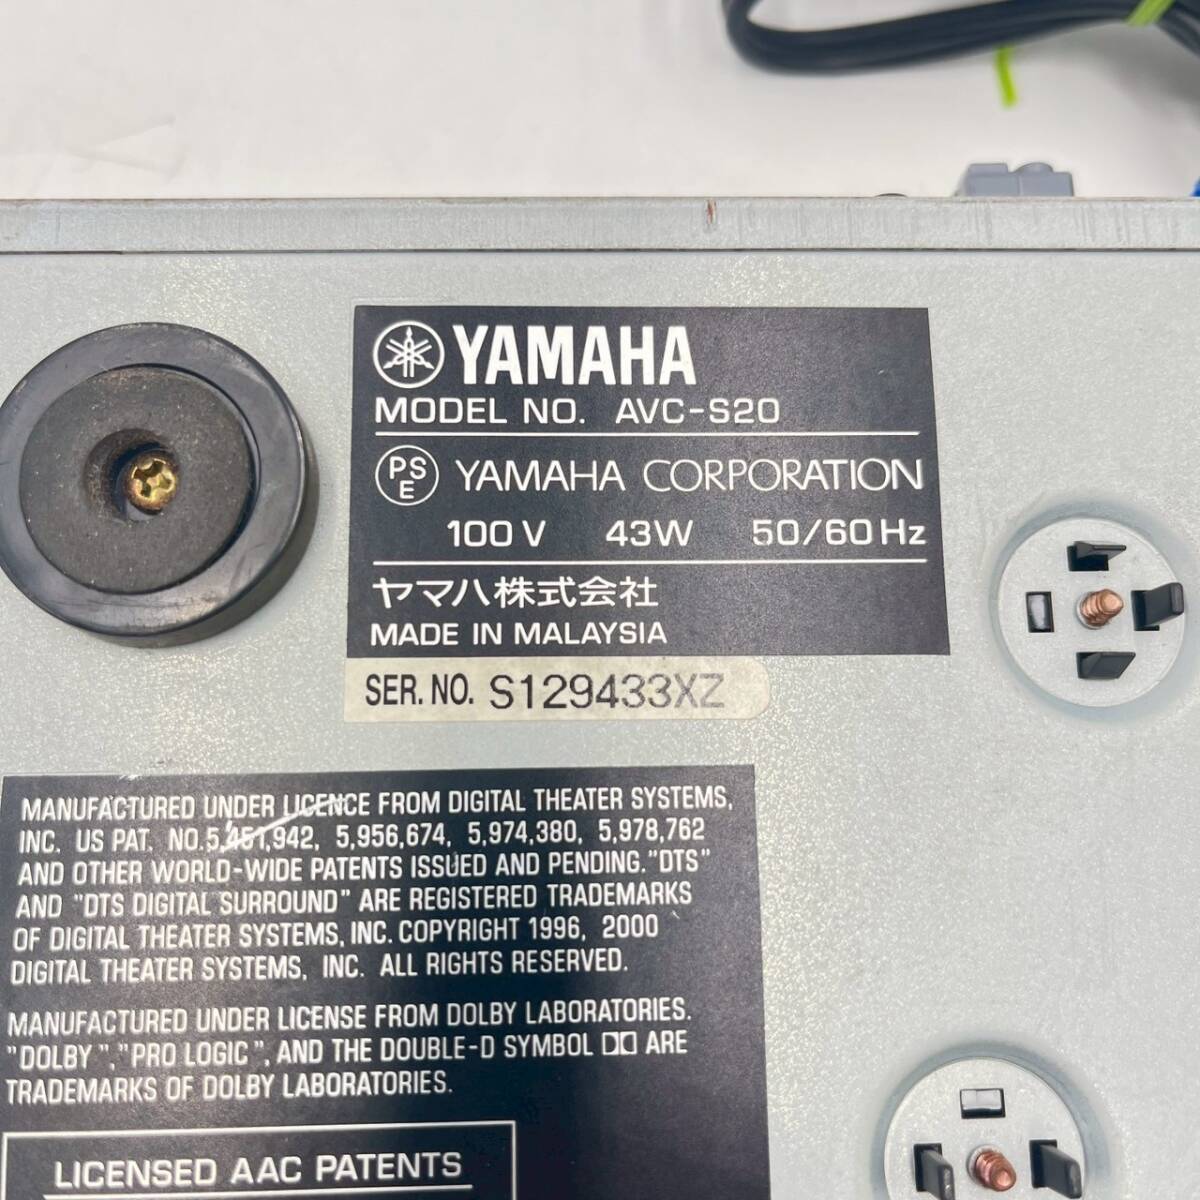 YAMAHA
MODEL NO. AVC-S20
PS
E
YAMAHA CORPORATION
100 V 43W 50/60 Hz
ヤマハ株式会社
MADE IN MALAYSIA
SER. NO. S129433XZ
MANUFACTURED UNDER LICENCE FROM DIGITAL THEATER SYSTEMS,
INC. US PAT. NO.5,451,942, 5,956,674, 5,974,380, 5,978,762
AND OTHER WORLD-WIDE PATENTS ISSUED AND PENDING."DTS"
AND "DTS DIGITAL SURROUND" ARE REGISTERED TRADEMARKS
OF DIGITAL THEATER SYSTEMS, INC. COPYRIGHT 1996, 2000
DIGITAL THEATER SYSTEMS, INC. ALL RIGHTS RESERVED.
MANUFACTURED UNDER LICENSE FROM DOLBY LABORATORIES.
"DOLBY","PRO LOGIC", AND THE DOUBLE-D SYMBOL ARE
TRADEMARKS OF DOLBY LABORATORIES.
LICENSED AAC PATENTS